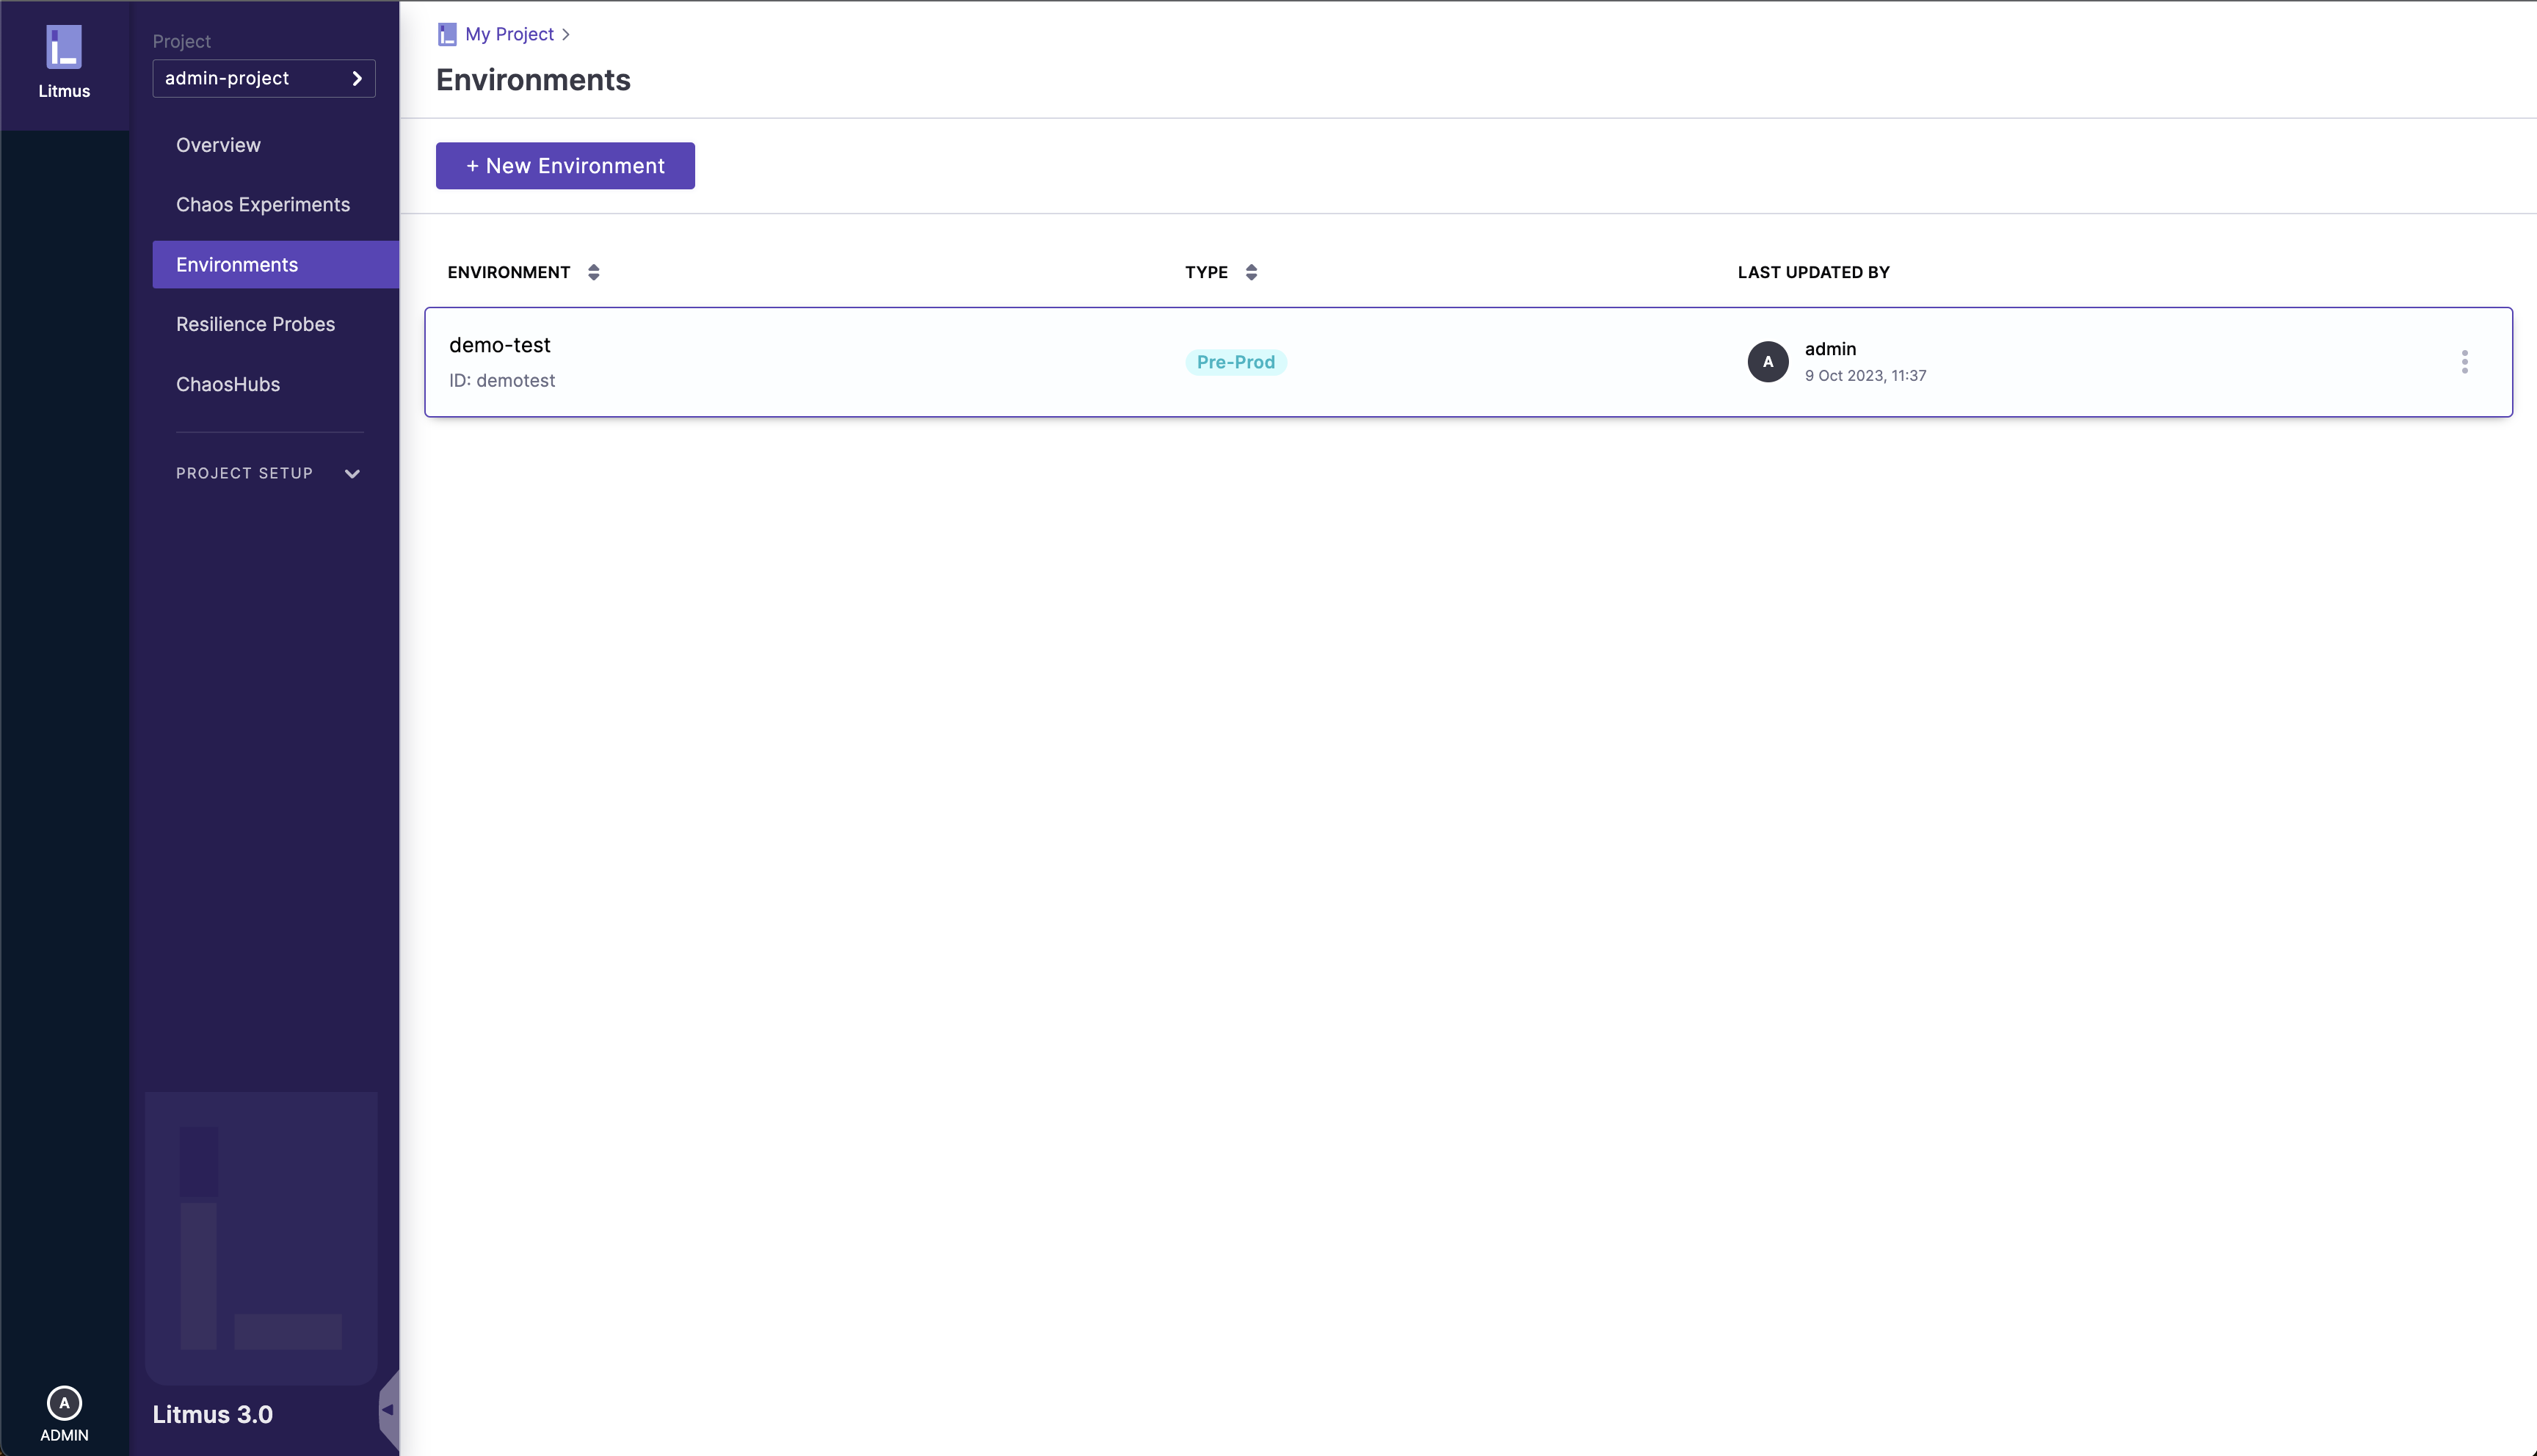 Litmus
Project
admin-project
Overview
Chaos Experiments
Environments
Resilience Probes
ChaosHubs
PROJECT SETUP
Litmus 3.0
A
ADMIN
My Project
Environments
+ New Environment
ENVIRONMENT
TYPE
LAST UPDATED BY
demo-test
ID: demotest
Pre-Prod
A
admin
9 Oct 2023, 11:37